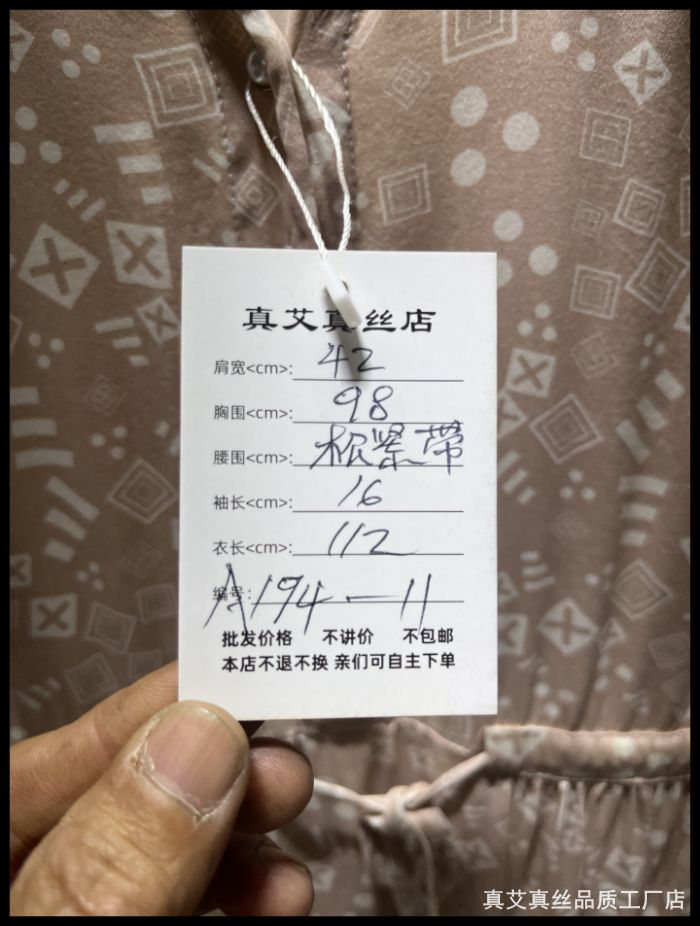 真艾真丝店
肩宽<cm>: 42
胸围<cm>: 98
腰围<cm>: 松紧带
袖长<cm>: 16
衣长<cm>: 112
编号: A194-11
批发价格 不讲价 不包邮
本店不退不换 亲们可自主下单
真艾真丝品质工厂店